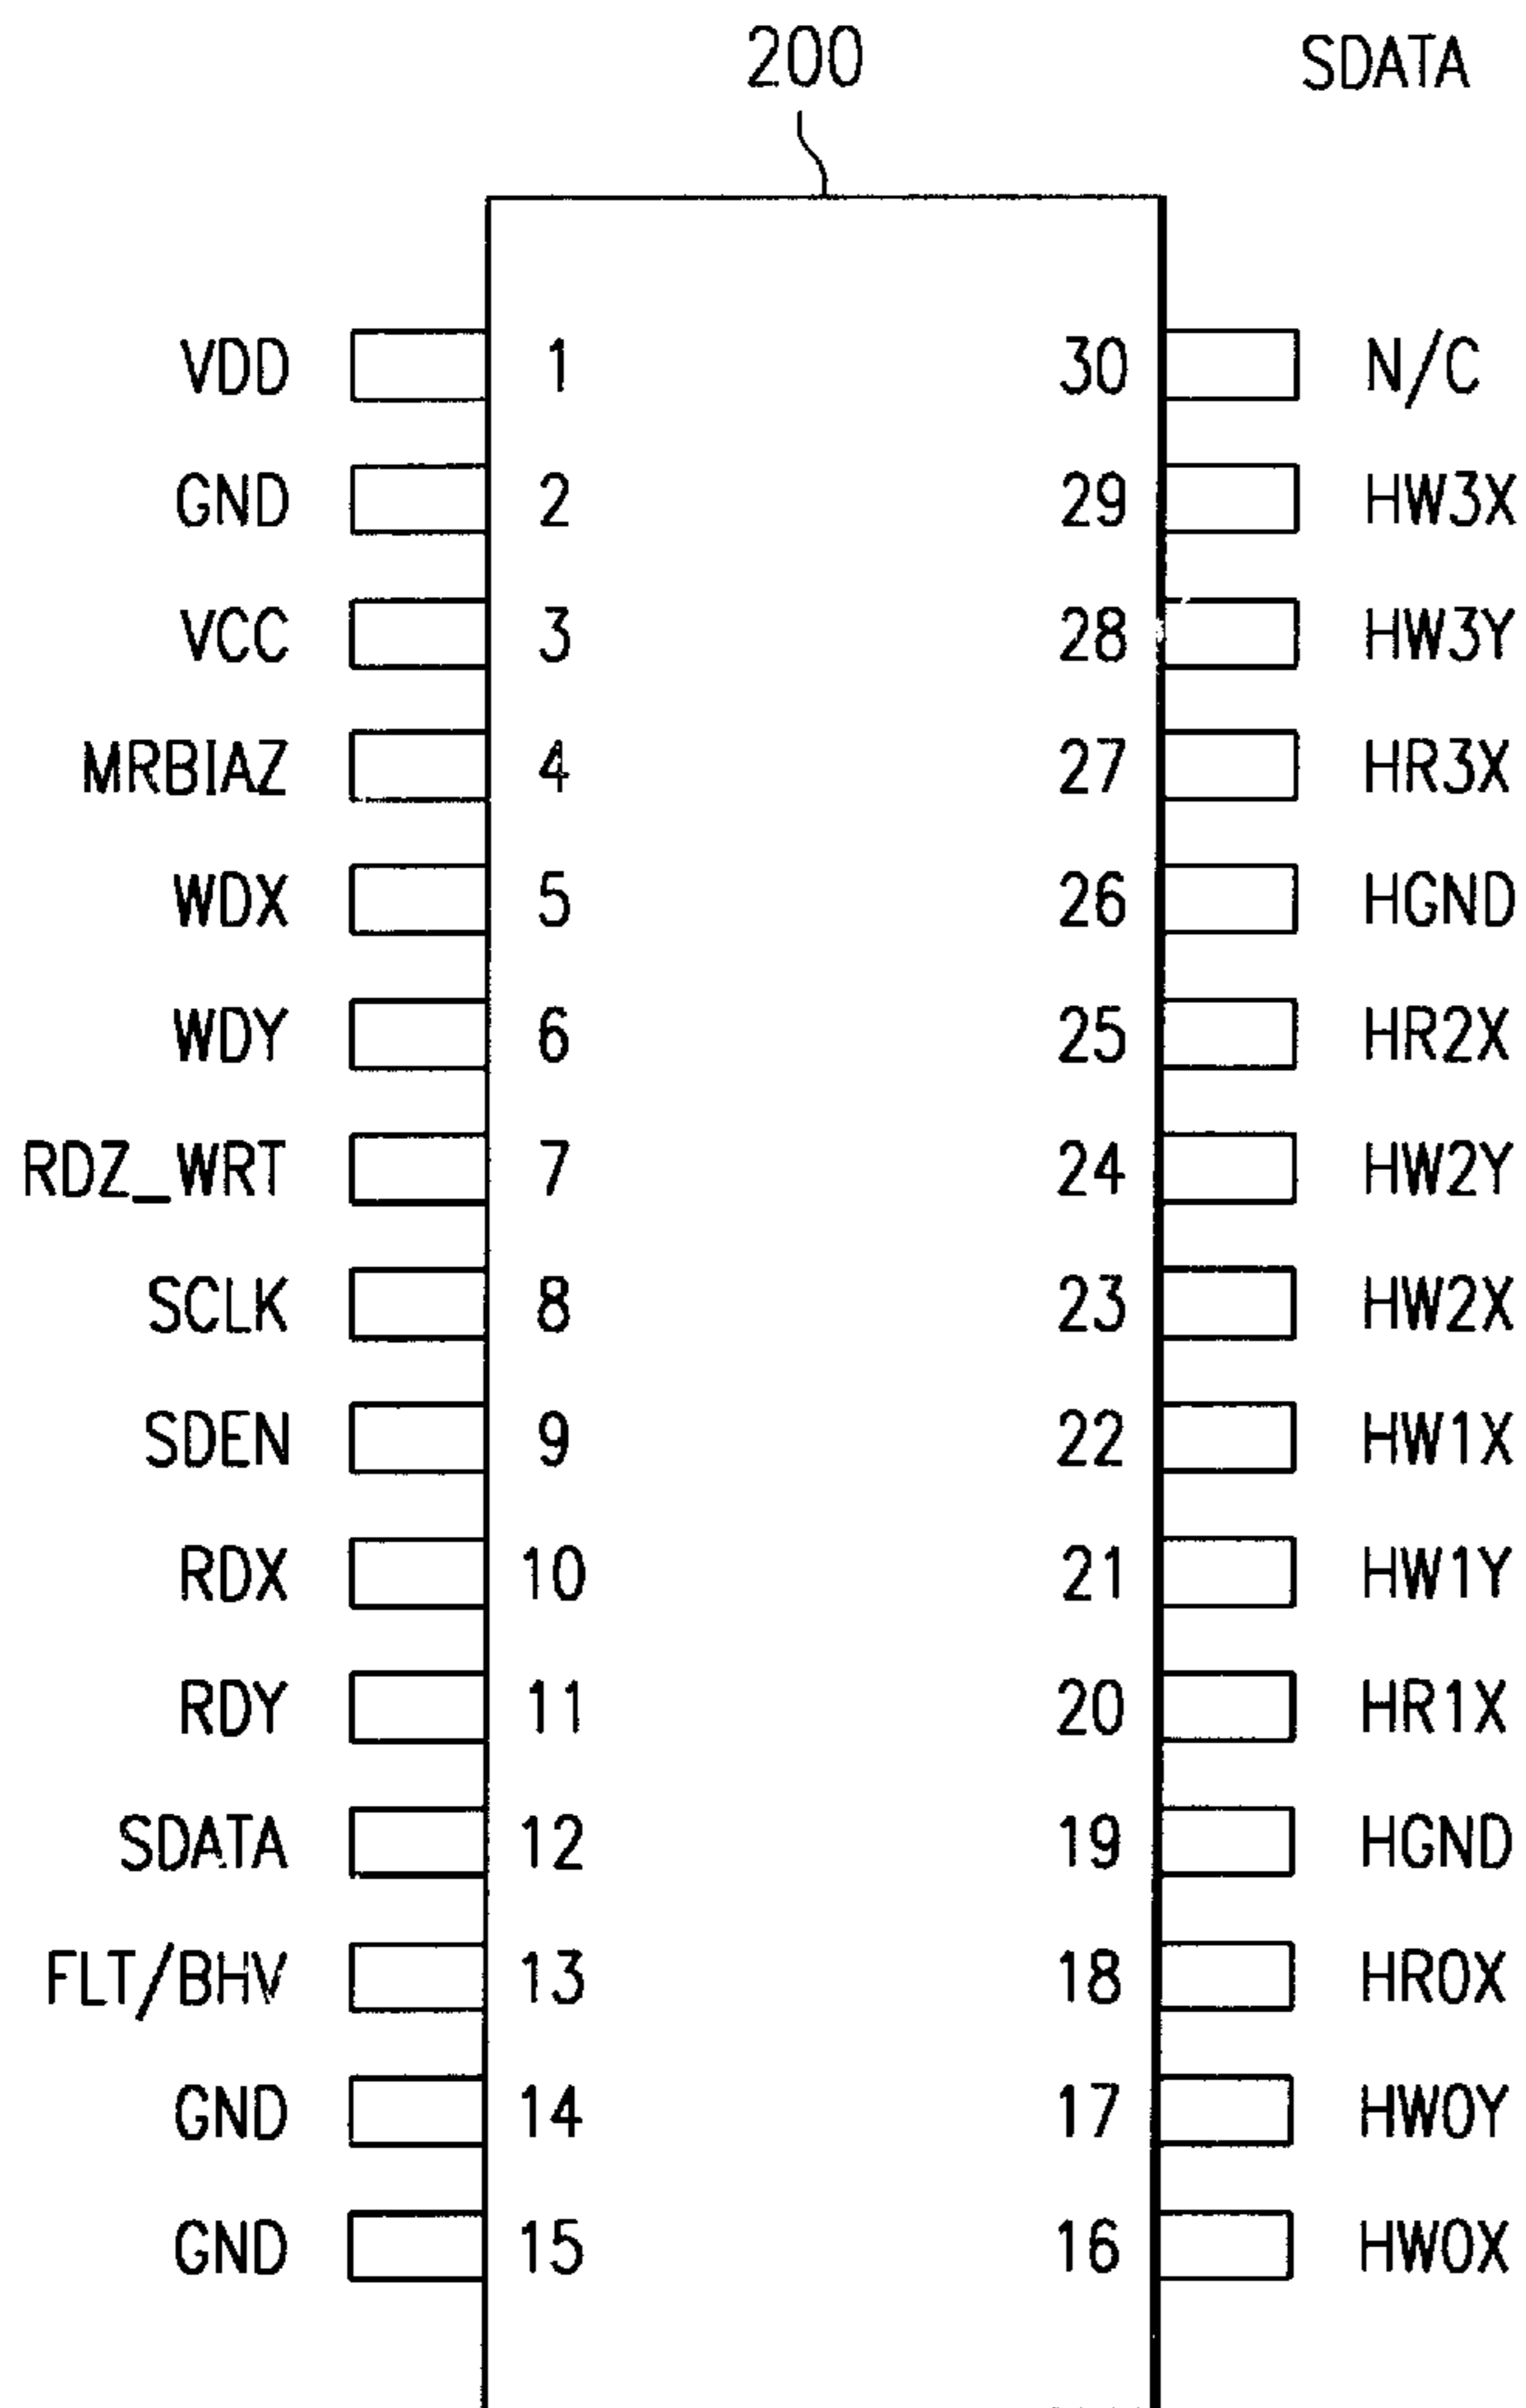 200 SDATA
VDD 1 30 N/C
GND 2 29 HW3X
VCC 3 28 HW3Y
MRBIAZ 4 27 HR3X
WDX 5 26 HGND
WDY 6 25 HR2X
RDZ_WRT 7 24 HW2Y
SCLK 8 23 HW2X
SDEN 9 22 HW1X
RDX 10 21 HW1Y
RDY 11 20 HR1X
SDATA 12 19 HGND
FLT/BHV 13 18 HR0X
GND 14 17 HW0Y
GND 15 16 HW0X